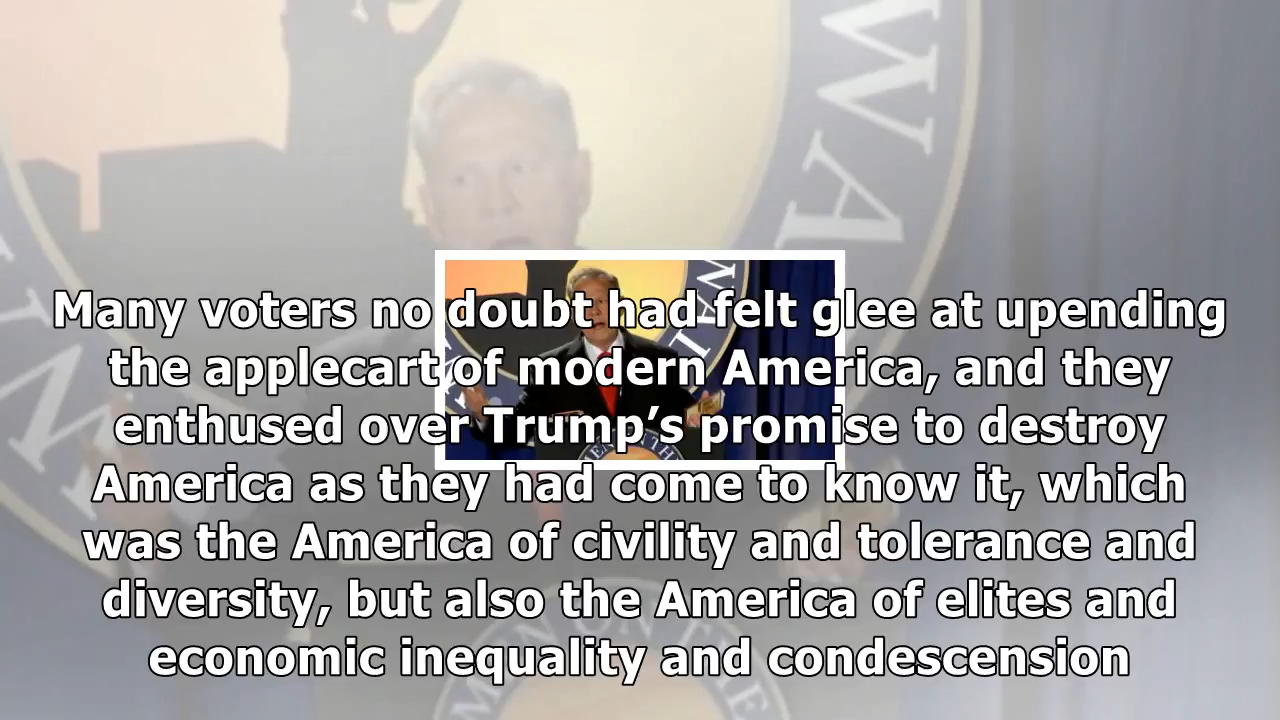 WA
WAL
Many voters no doubt had felt glee at upending
the applecart of modern America, and they
enthused over Trump’s promise to destroy
America as they had come to know it, which
was the America of civility and tolerance and
diversity, but also the America of elites and
economic inequality and condescension